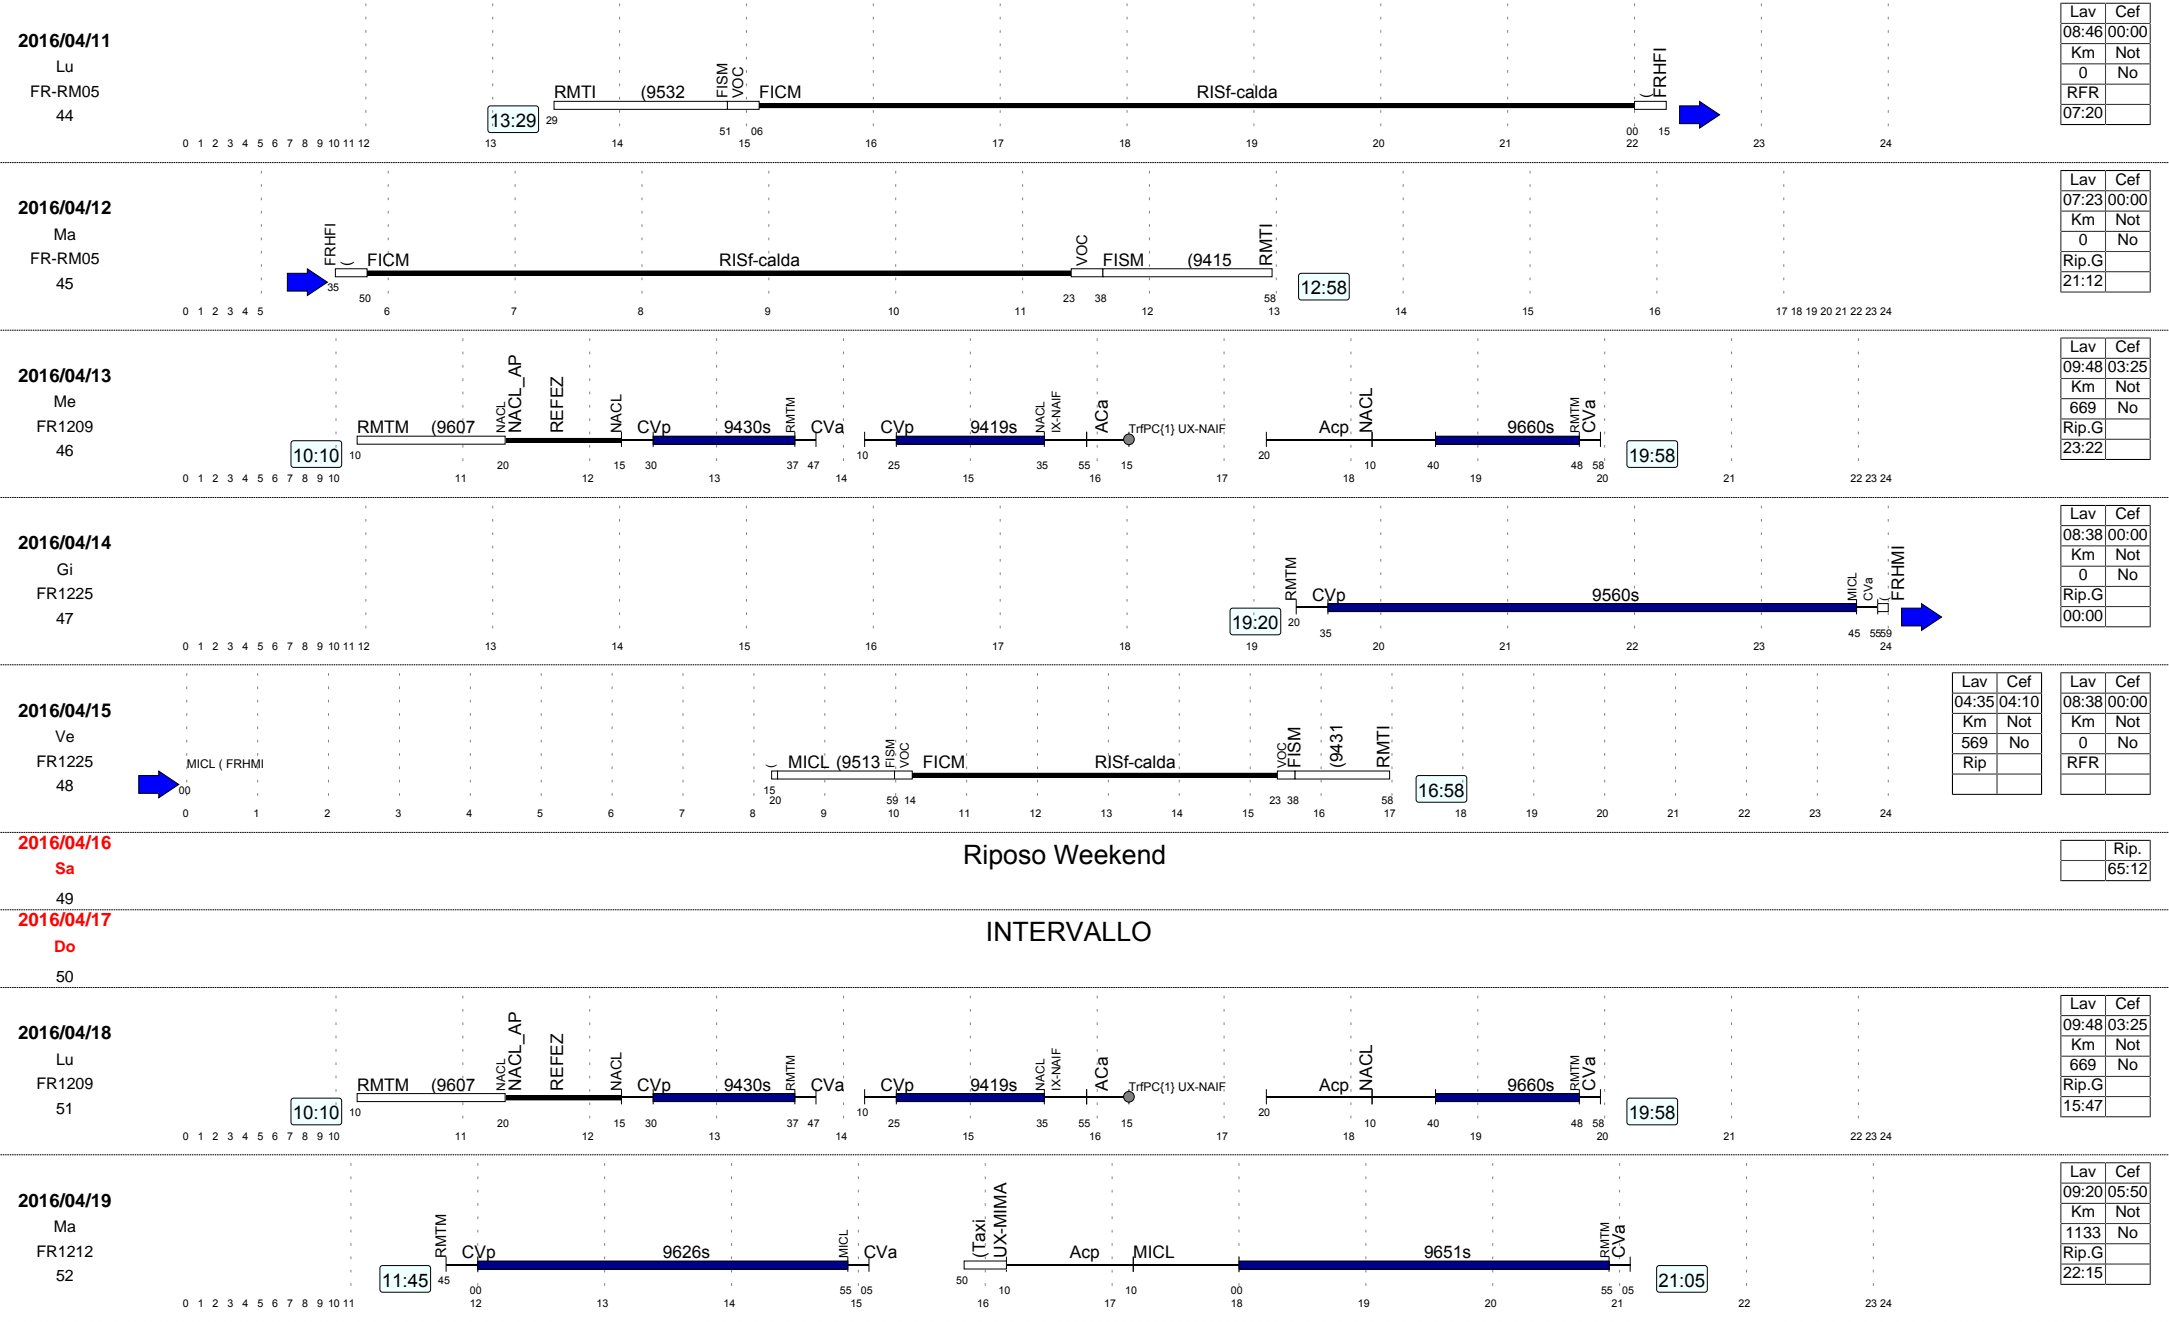 2016/04/11
Lu
FR-RM05
44
13:29
RMTI (9532 FISM VOC FICM RISf-calda ( FRHFI
29 51 06 00 15
0 1 2 3 4 5 6 7 8 9 10 11 12 13 14 15 16 17 18 19 20 21 22 23 24
Lav Cef
08:46 00:00
Km Not
0 No
RFR
07:20
2016/04/12
Ma
FR-RM05
45
FRHFI ( FICM RISf-calda VOC FISM (9415 RMTI
35 50 23 38 58
12:58
0 1 2 3 4 5 6 7 8 9 10 11 12 13 14 15 16 17 18 19 20 21 22 23 24
Lav Cef
07:23 00:00
Km Not
0 No
Rip.G
21:12
2016/04/13
Me
FR1209
46
10:10
RMTM (9607 NACL NACL_AP REFEZ NACL CVp 9430s RMTM CVa CVp 9419s NACL IX-NAIF ACa TrfPC{1} UX-NAIF Acp NACL 9660s RMTM CVa
10 20 15 30 37 47 10 25 35 55 15 20 10 40 48 58
19:58
0 1 2 3 4 5 6 7 8 9 10 11 12 13 14 15 16 17 18 19 20 21 22 23 24
Lav Cef
09:48 03:25
Km Not
669 No
Rip.G
23:22
2016/04/14
Gi
FR1225
47
19:20
RMTM CVp 9560s MICL CVa ( FRHMI
20 35 45 55 59
0 1 2 3 4 5 6 7 8 9 10 11 12 13 14 15 16 17 18 19 20 21 22 23 24
Lav Cef
08:38 00:00
Km Not
0 No
Rip.G
00:00
2016/04/15
Ve
FR1225
48
MICL ( FRHMI
00
( MICL (9513 FISM VOC FICM RISf-calda VOC FISM (9431 RMTI
15 20 59 14 23 38 58
16:58
0 1 2 3 4 5 6 7 8 9 10 11 12 13 14 15 16 17 18 19 20 21 22 23 24
Lav Cef
04:35 04:10
Km Not
569 No
Rip
Lav Cef
08:38 00:00
Km Not
0 No
RFR
2016/04/16
Sa
49
Riposo Weekend
Rip.
65:12
2016/04/17
Do
50
INTERVALLO
2016/04/18
Lu
FR1209
51
10:10
RMTM (9607 NACL NACL_AP REFEZ NACL CVp 9430s RMTM CVa CVp 9419s NACL IX-NAIF ACa TrfPC{1} UX-NAIF Acp NACL 9660s RMTM CVa
10 20 15 30 37 47 10 25 35 55 15 20 10 40 48 58
19:58
0 1 2 3 4 5 6 7 8 9 10 11 12 13 14 15 16 17 18 19 20 21 22 23 24
Lav Cef
09:48 03:25
Km Not
669 No
Rip.G
15:47
2016/04/19
Ma
FR1212
52
11:45
RMTM CVp 9626s MICL CVa (Taxi UX-MIMA Acp MICL 9651s RMTM CVa
45 00 55 05 50 10 10 00 55 05
21:05
0 1 2 3 4 5 6 7 8 9 10 11 12 13 14 15 16 17 18 19 20 21 22 23 24
Lav Cef
09:20 05:50
Km Not
1133 No
Rip.G
22:15